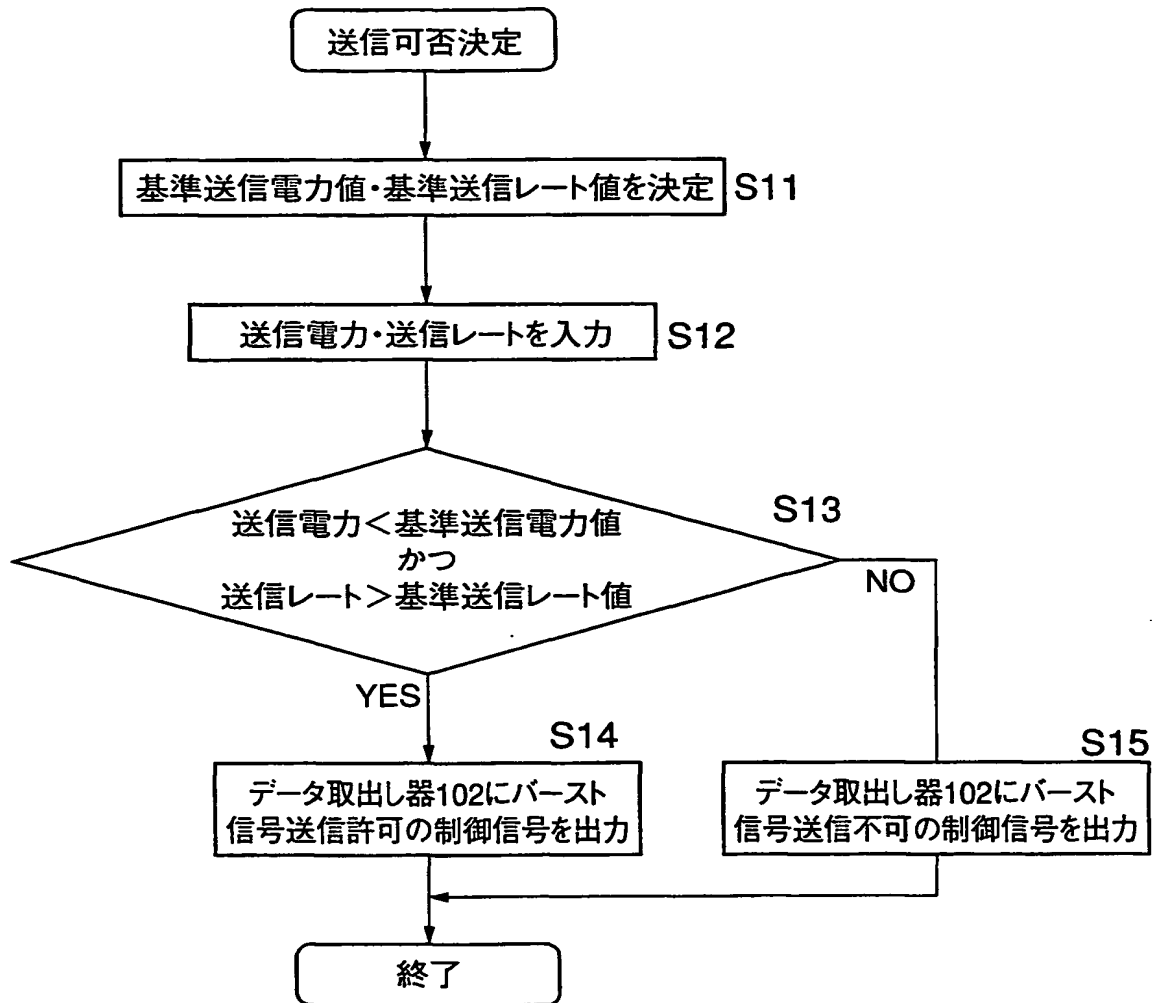 送信可否決定
基準送信電力値・基準送信レート値を決定
S11
送信電力・送信レートを入力
S12
送信電力<基準送信電力値
かつ
送信レート>基準送信レート値
S13
NO
YES
S14
データ取出し器102にバースト
信号送信許可の制御信号を出力
S15
データ取出し器102にバースト
信号送信不可の制御信号を出力
終了